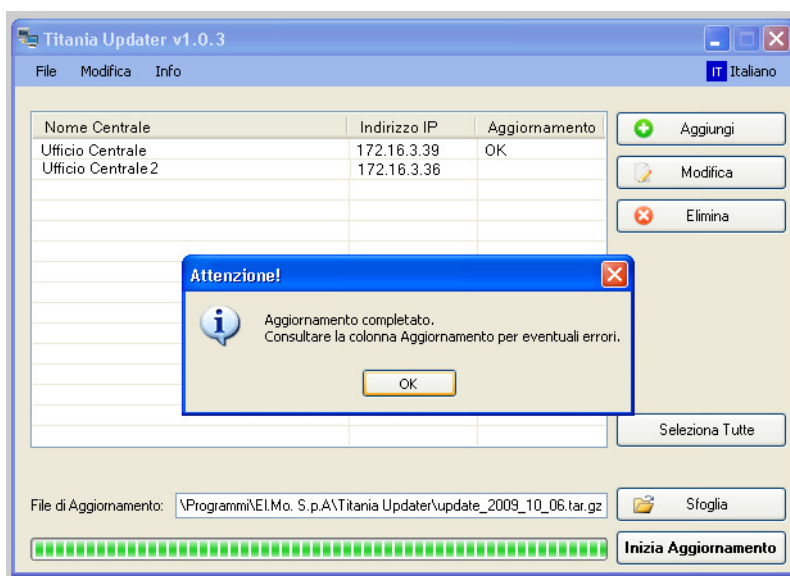 Titania Updater v1.0.3
File Modifica Info IT Italiano
Nome Centrale Indirizzo IP Aggiornamento
Ufficio Centrale 172.16.3.39 OK
Ufficio Centrale 2 172.16.3.36
Aggiungi
Modifica
Elimina
Attenzione!
Aggiornamento completato.
Consultare la colonna Aggiornamento per eventuali errori.
OK
Seleziona Tutte
File di Aggiornamento: \Programmi\El.Mo. S.p.A\Titania Updater\update_2009_10_06.tar.gz Sfoglia
Inizia Aggiornamento